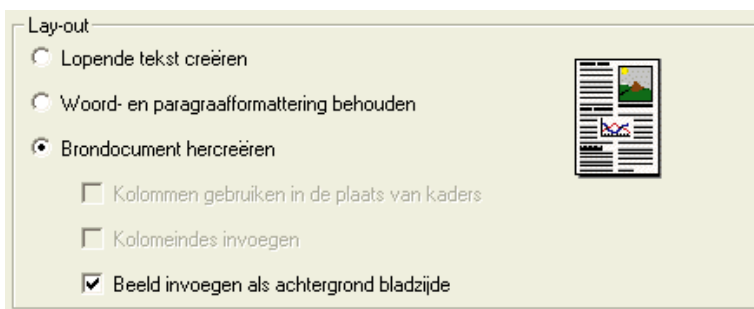 Lay-out
Lopende tekst creëren
Woord- en paragraafformattering behouden
Brondocument hercreëren
Kolommen gebruiken in de plaats van kaders
Kolomeindes invoegen
Beeld invoegen als achtergrond bladzijde